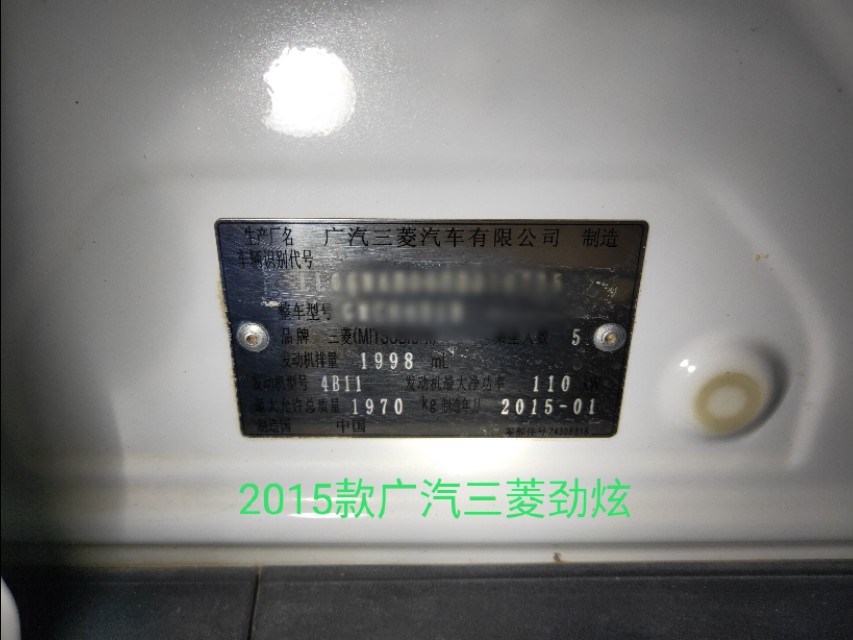 生产厂名 广汽三菱汽车有限公司 制造
车辆识别代号
整车型号
品牌 三菱 乘坐人数 5
发动机排量 1998 mL
发动机型号 4B11 发动机最大净功率 110 kW
最大允许总质量 1970 kg 制造年月 2015-01
制造国 中国
2015款广汽三菱劲炫